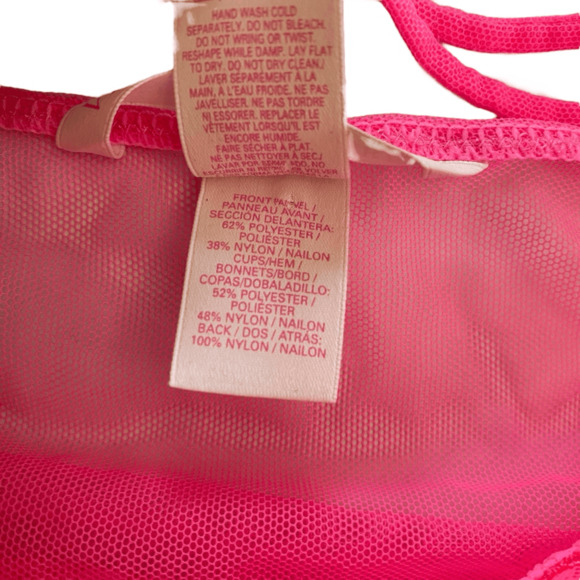 HAND WASH COLD
SEPARATELY. DO NOT BLEACH.
DO NOT WRING OR TWIST.
RESHAPE WHILE DAMP. LAY FLAT
TO DRY. DO NOT DRY CLEAN./
LAVER SÉPARÉMENT À LA
MAIN, A L'EAU FROIDE. NE PAS
JAVELLISER. NE PAS TORDRE
NI ESSORER. REPLACER LE
VÊTEMENT LORSQU'IL EST
ENCORE HUMIDE.
FAIRE SÉCHER À PLAT.
NE PAS NETTOYER À SEC./
LAVAR POR NO
FRONT PANEL /
PANNEAU AVANT /
SECCIÓN DELANTERA:
62% POLYESTER /
POLIÉSTER
38% NYLON / NAILON
CUPS/HEM /
BONNETS/BORD /
COPAS/DOBALADILLO:
52% POLYESTER /
POLIÉSTER
48% NYLON / NAILON
BACK / DOS / ATRÁS:
100% NYLON / NAILON